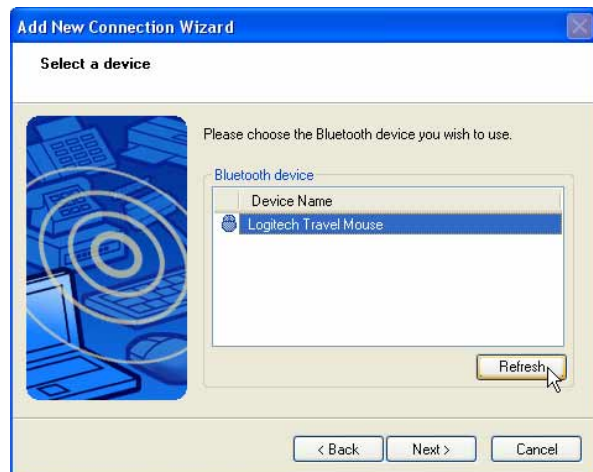 Add New Connection Wizard
Select a device
Please choose the Bluetooth device you wish to use.
Bluetooth device
Device Name
Logitech Travel Mouse
Refresh
< Back Next > Cancel